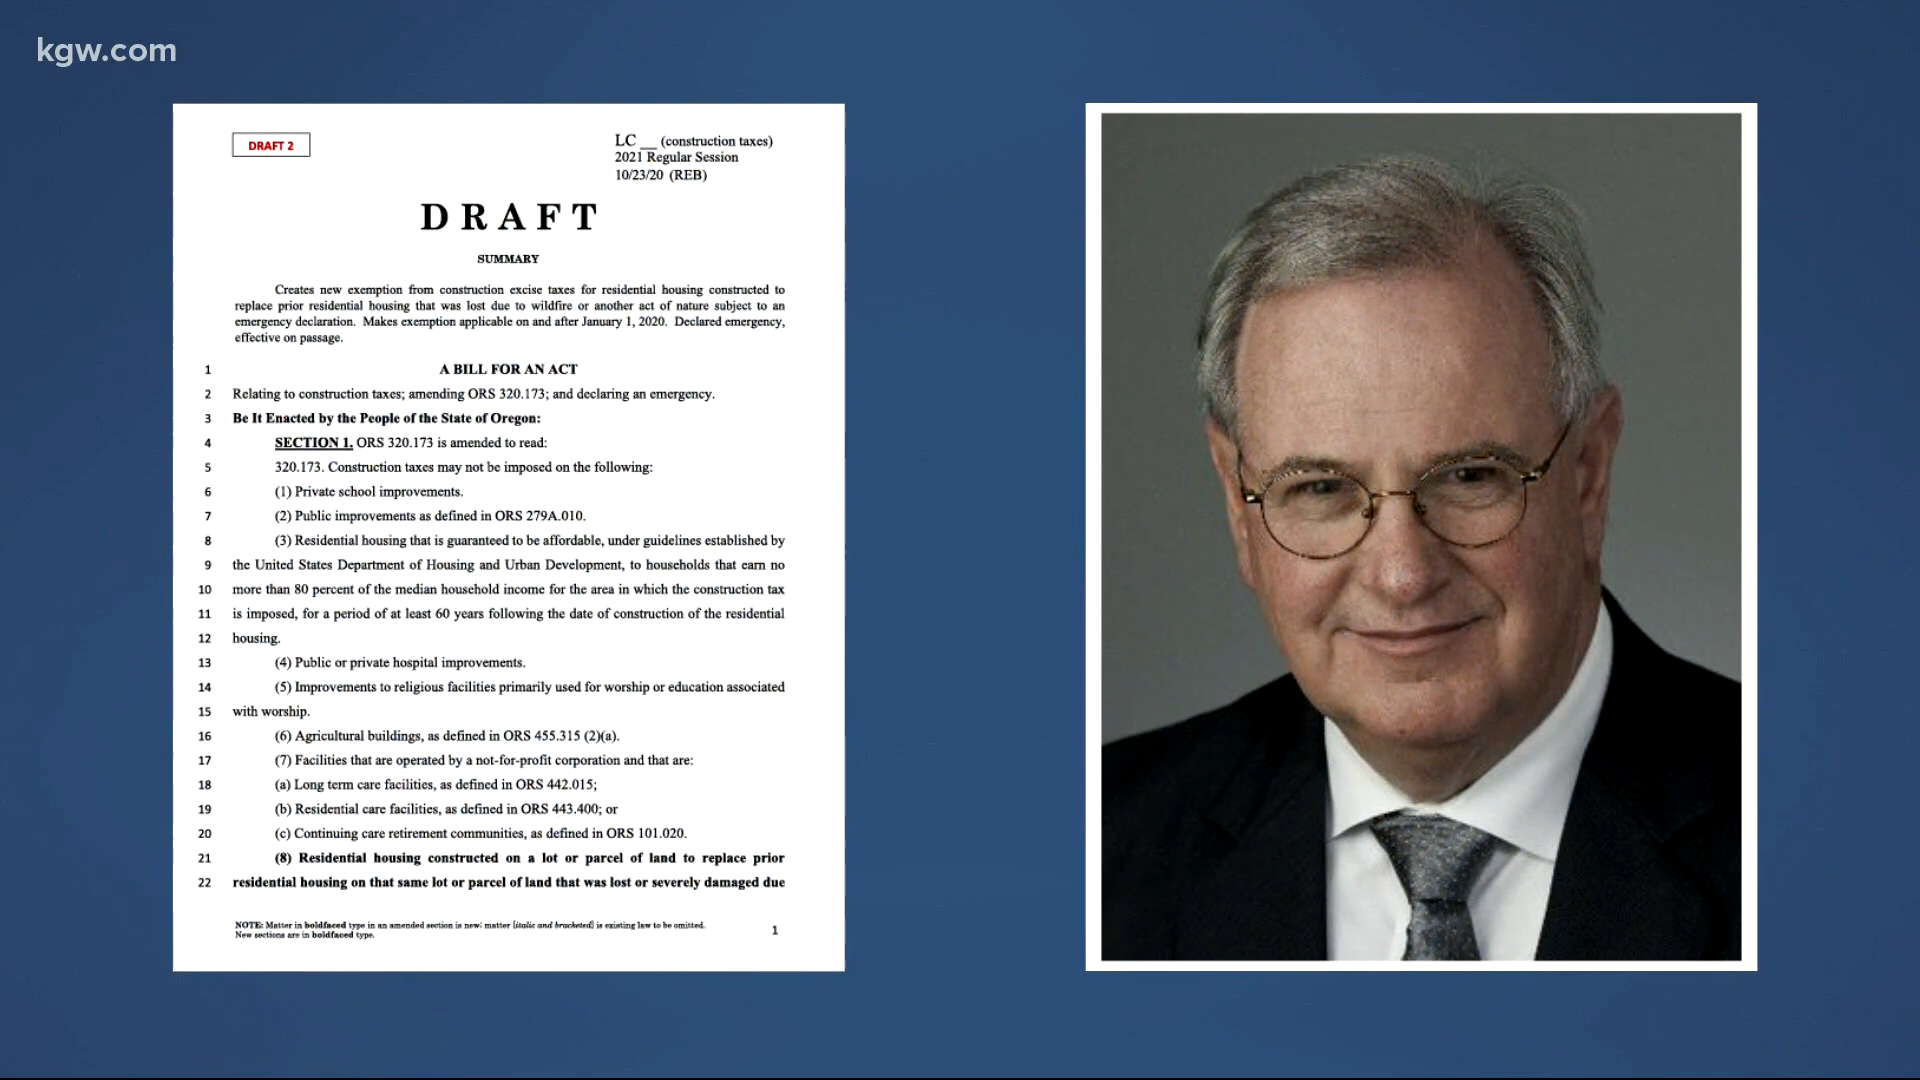 kgw.com
DRAFT 2
LC __ (construction taxes)
2021 Regular Session
10/23/20 (REB)
DRAFT
SUMMARY
Creates new exemption from construction excise taxes for residential housing constructed to
replace prior residential housing that was lost due to wildfire or another act of nature subject to an
emergency declaration. Makes exemption applicable on and after January 1, 2020. Declared emergency,
effective on passage.
1 A BILL FOR AN ACT
2 Relating to construction taxes; amending ORS 320.173; and declaring an emergency.
3 Be It Enacted by the People of the State of Oregon:
4 SECTION 1. ORS 320.173 is amended to read:
5 320.173. Construction taxes may not be imposed on the following:
6 (1) Private school improvements.
7 (2) Public improvements as defined in ORS 279A.010.
8 (3) Residential housing that is guaranteed to be affordable, under guidelines established by
9 the United States Department of Housing and Urban Development, to households that earn no
10 more than 80 percent of the median household income for the area in which the construction tax
11 is imposed, for a period of at least 60 years following the date of construction of the residential
12 housing.
13 (4) Public or private hospital improvements.
14 (5) Improvements to religious facilities primarily used for worship or education associated
15 with worship.
16 (6) Agricultural buildings, as defined in ORS 455.315 (2)(a).
17 (7) Facilities that are operated by a not-for-profit corporation and that are:
18 (a) Long term care facilities, as defined in ORS 442.015;
19 (b) Residential care facilities, as defined in ORS 443.400; or
20 (c) Continuing care retirement communities, as defined in ORS 101.020.
21 (8) Residential housing constructed on a lot or parcel of land to replace prior
22 residential housing on that same lot or parcel of land that was lost or severely damaged due
NOTE: Matter in boldfaced type in an amended section is new; matter [italic and bracketed] is existing law to be omitted.
New sections are in boldfaced type.
1